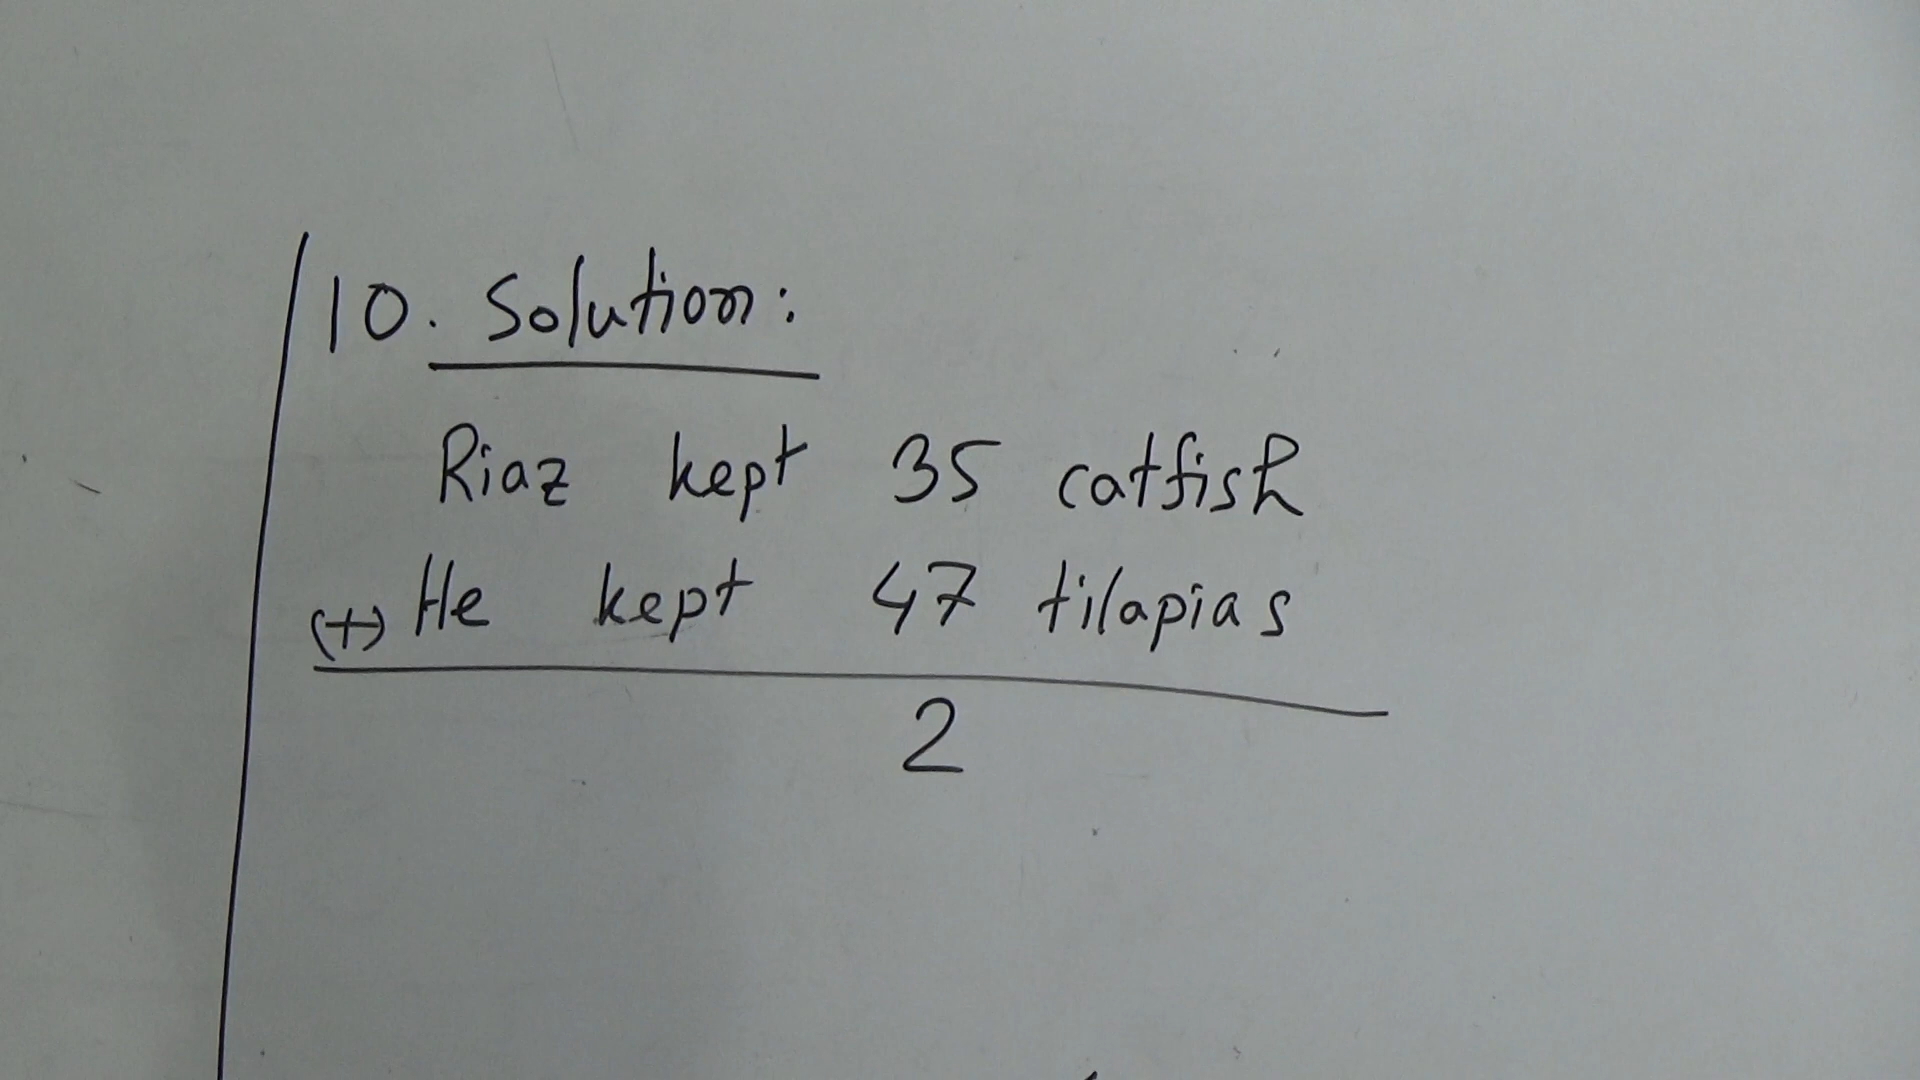 10. Solution:
Riaz kept 35 catfish
(+) He kept 47 tilapias
2